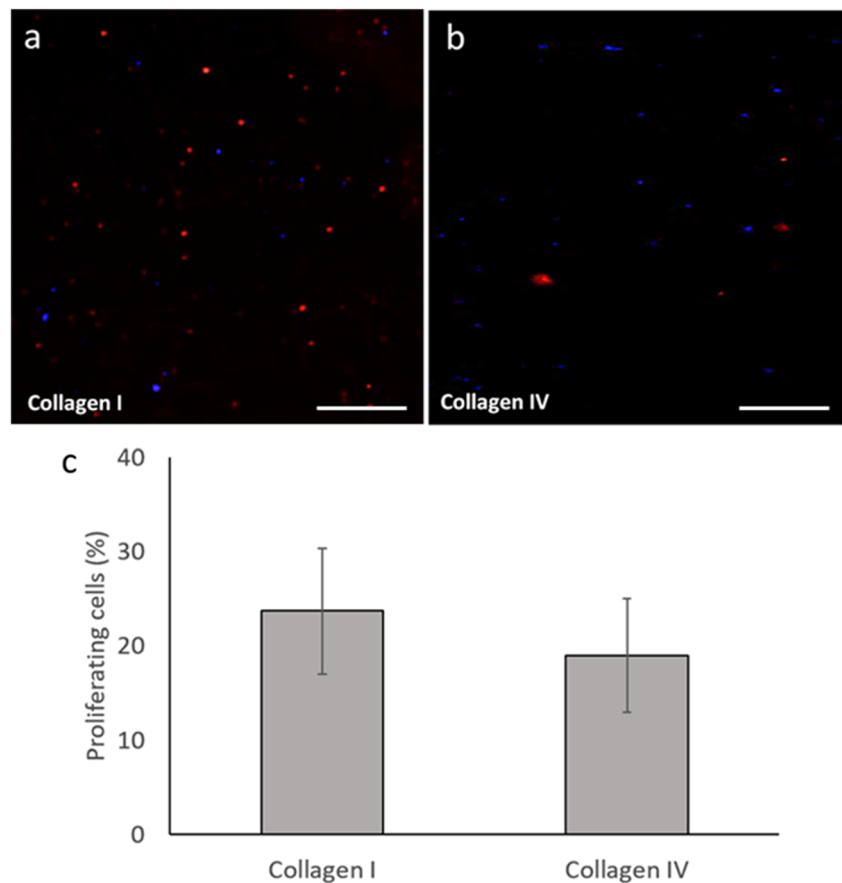 a
b
Collagen I
Collagen IV
c
Proliferating cells (%)
40
30
20
10
0
Collagen I
Collagen IV